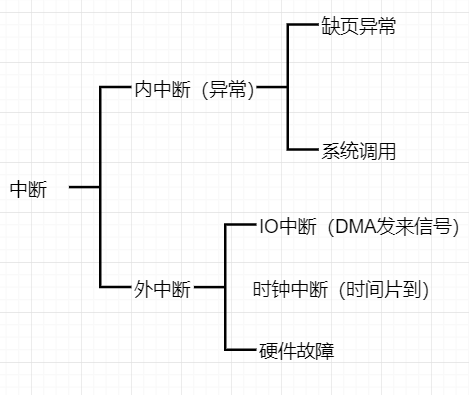 缺页异常
内中断（异常）
系统调用
中断
IO中断（DMA发来信号）
外中断
时钟中断（时间片到）
硬件故障